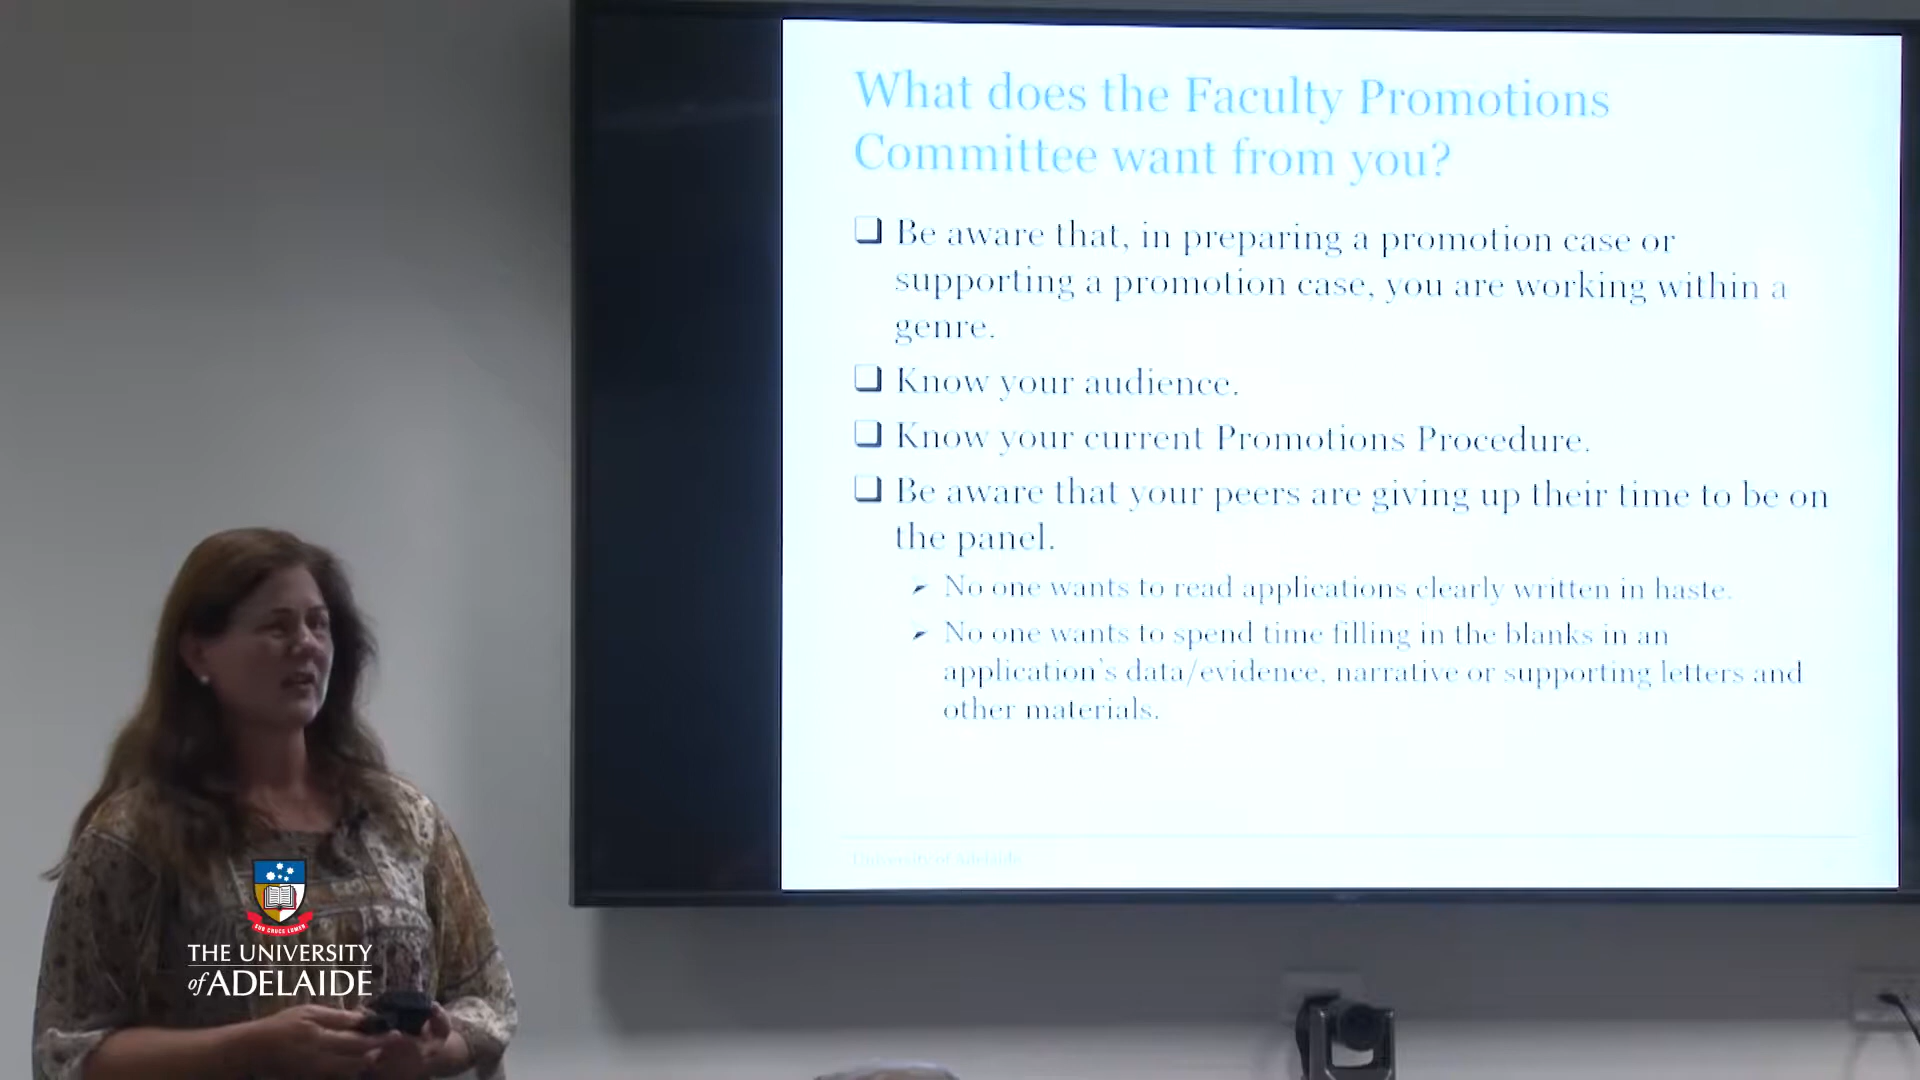 What does the Faculty Promotions
Committee want from you?
Be aware that, in preparing a promotion case or
supporting a promotion case, you are working within a
genre.
Know your audience.
Know your current Promotions Procedure.
Be aware that your peers are giving up their time to be on
the panel.
No one wants to read applications clearly written in haste.
No one wants to spend time filling in the blanks in an
application's data/evidence, narrative or supporting letters and
other materials.
University of Adelaide
SUB CRUCE LUMEN
THE UNIVERSITY
of ADELAIDE